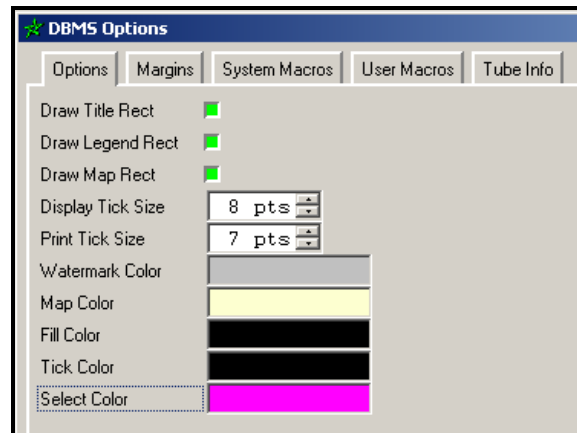 DBMS Options
Options Margins System Macros User Macros Tube Info
Draw Title Rect
Draw Legend Rect
Draw Map Rect
Display Tick Size 8 pts
Print Tick Size 7 pts
Watermark Color
Map Color
Fill Color
Tick Color
Select Color